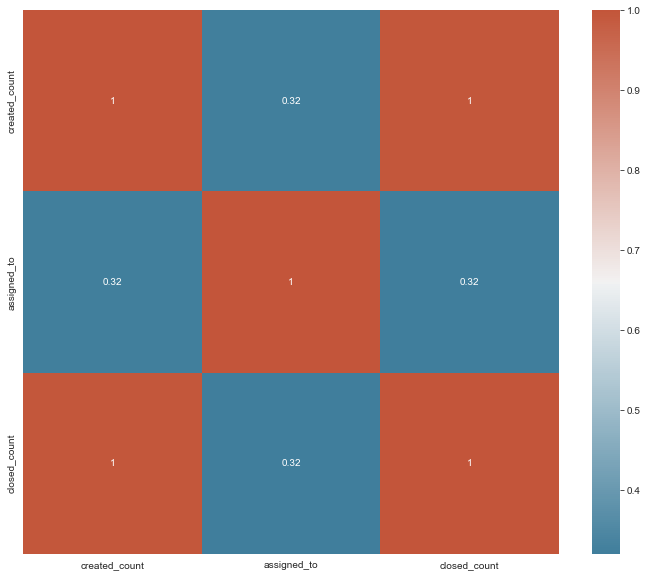 created_count
1
0.32
1
assigned_to
0.32
1
0.32
closed_count
1
0.32
1
created_count
assigned_to
closed_count
1.0
0.9
0.8
0.7
0.6
0.5
0.4